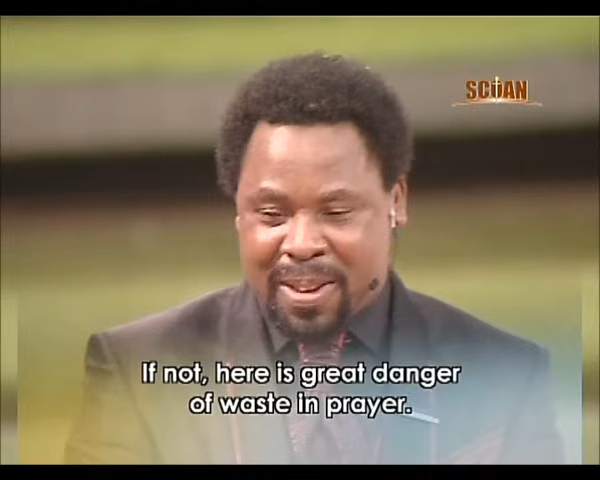 SCOAN
If not, here is great danger
of waste in prayer.